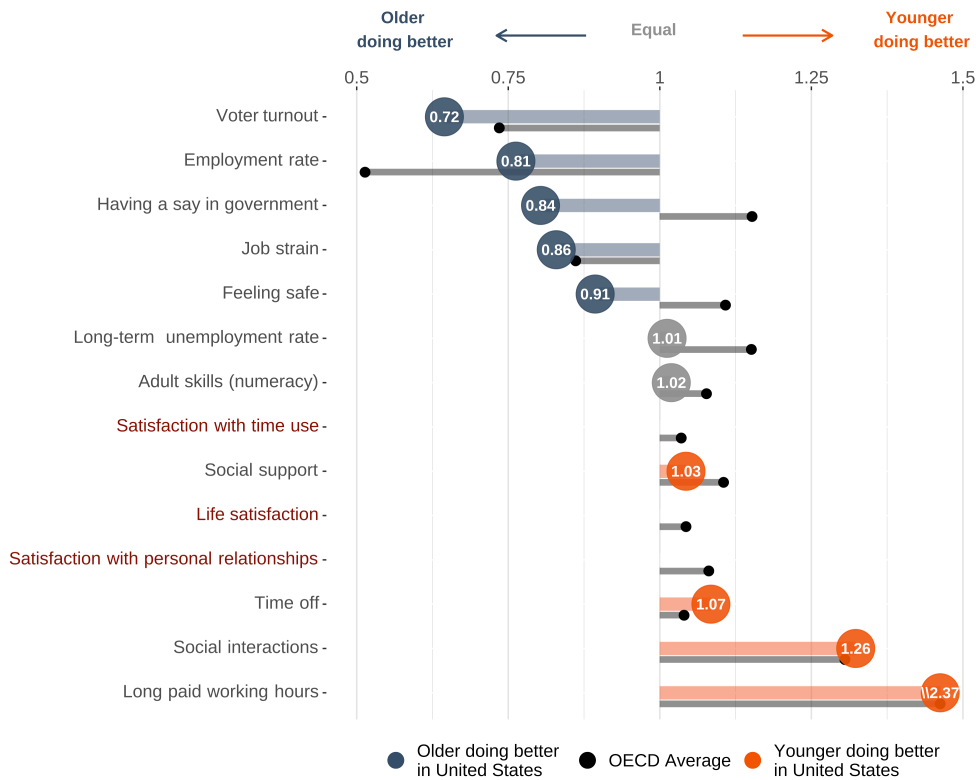 Older
doing better
Equal
Younger
doing better
0.5
0.75
1
1.25
1.5
Voter turnout
0.72
Employment rate
0.81
Having a say in government
0.84
Job strain
0.86
Feeling safe
0.91
Long-term unemployment rate
1.01
Adult skills (numeracy)
1.02
Satisfaction with time use
Social support
1.03
Life satisfaction
Satisfaction with personal relationships
Time off
1.07
Social interactions
1.26
Long paid working hours
\\2.37
Older doing better
in United States
OECD Average
Younger doing better
in United States